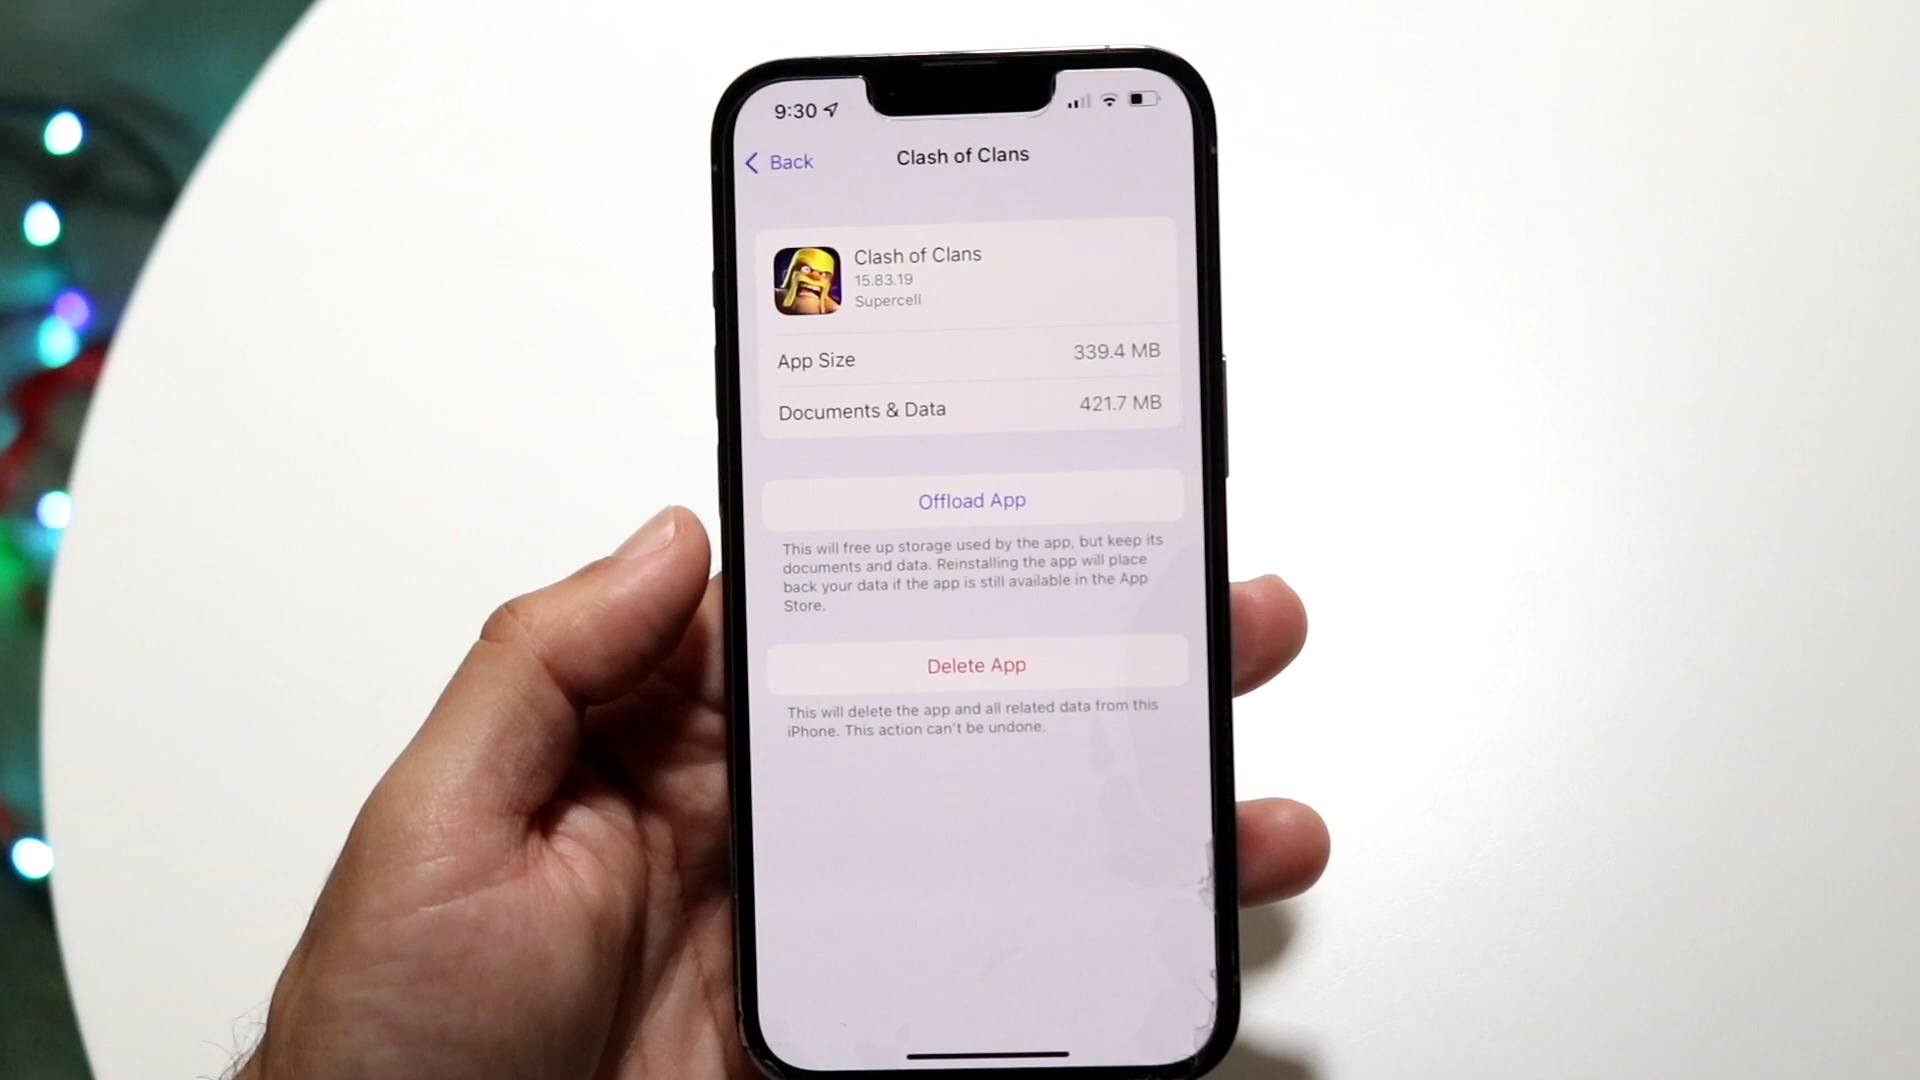 9:30
Back
Clash of Clans
Clash of Clans
15.83.19
Supercell
App Size
339.4 MB
Documents & Data
421.7 MB
Offload App
This will free up storage used by the app, but keep its
documents and data. Reinstalling the app will place
back your data if the app is still available in the App
Store.
Delete App
This will delete the app and all related data from this
iPhone. This action can't be undone.